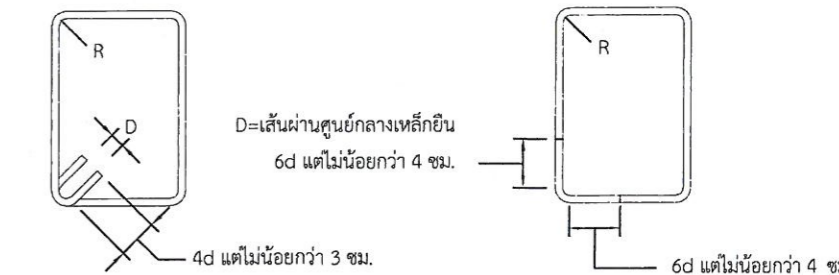 R
D
D=เส้นผ่านศูนย์กลางเหล็กยืน
6d แต่ไม่น้อยกว่า 4 ซม.
4d แต่ไม่น้อยกว่า 3 ซม.
R
6d แต่ไม่น้อยกว่า 4